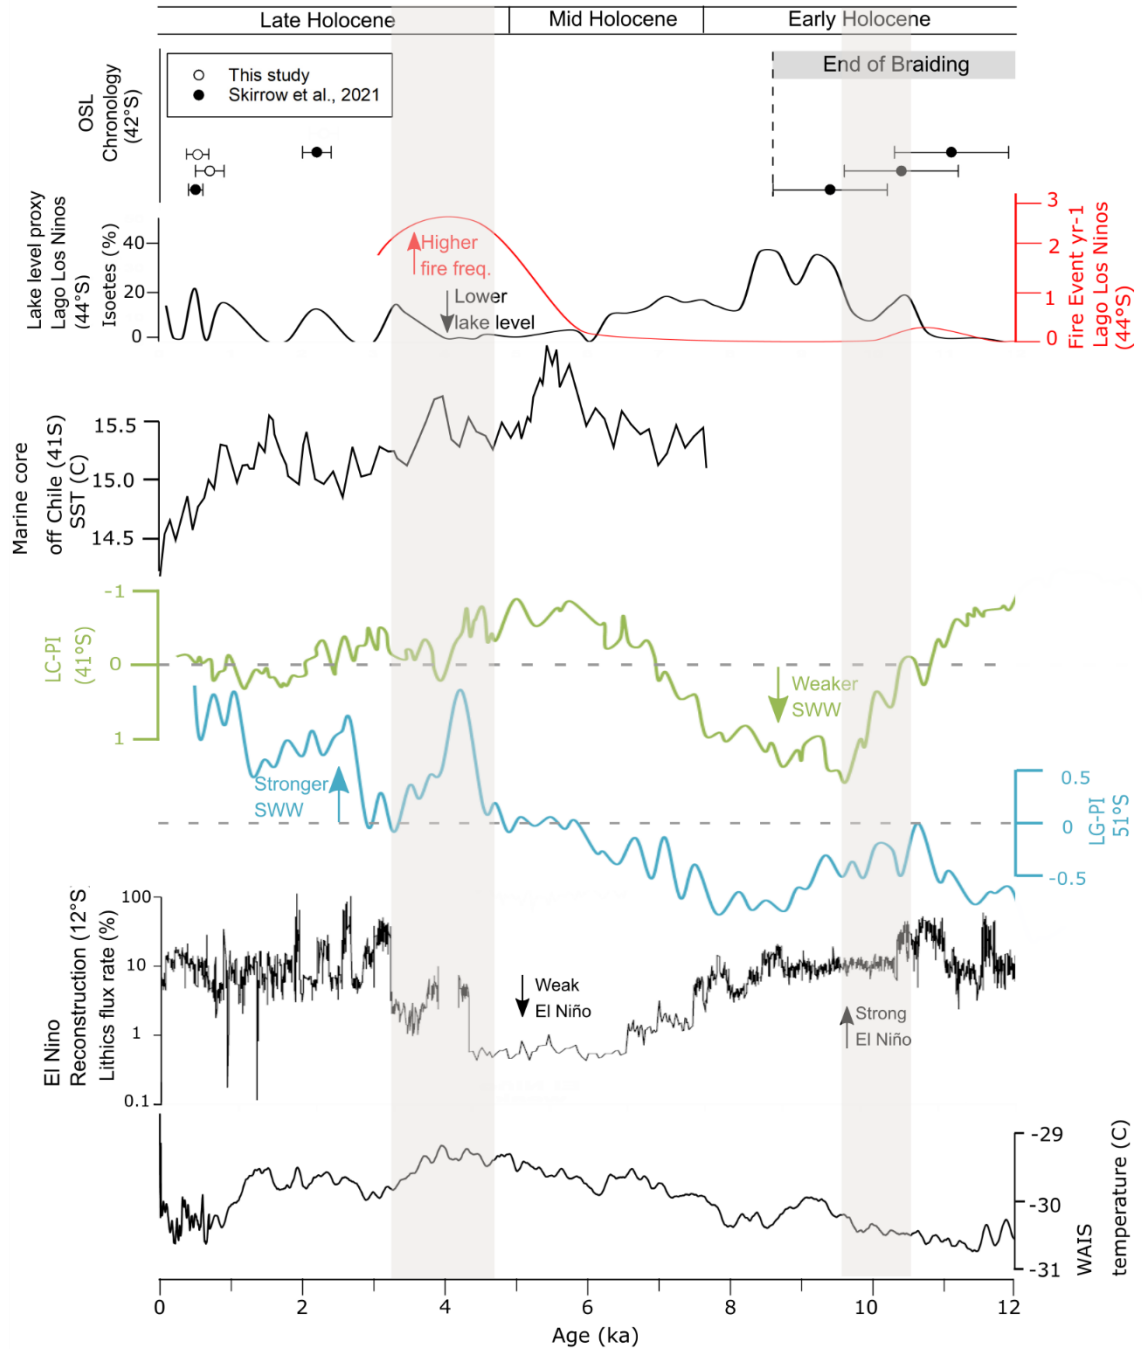 Late Holocene
Mid Holocene
Early Holocene
OSL
Chronology
(42°S)
This study
Skirrow et al., 2021
End of Braiding
Lake level proxy
Lago Los Ninos
(44°S)
Isoetes (%)
40
20
0
Higher
fire freq.
Lower
lake level
3
2
1
0
Fire Event yr-1
Lago Los Ninos
(44°S)
Marine core
off Chile (41S)
SST (C)
15.5
15.0
14.5
LC-PI
(41°S)
-1
0
1
Weaker
SWW
Stronger
SWW
0.5
0
-0.5
LG-PI
51°S
El Nino
Reconstruction (12°S)
Lithics flux rate (%)
100
10
1
0.1
Weak
El Niño
Strong
El Niño
-29
-30
-31
WAIS
temperature (C)
0
2
4
6
8
10
12
Age (ka)